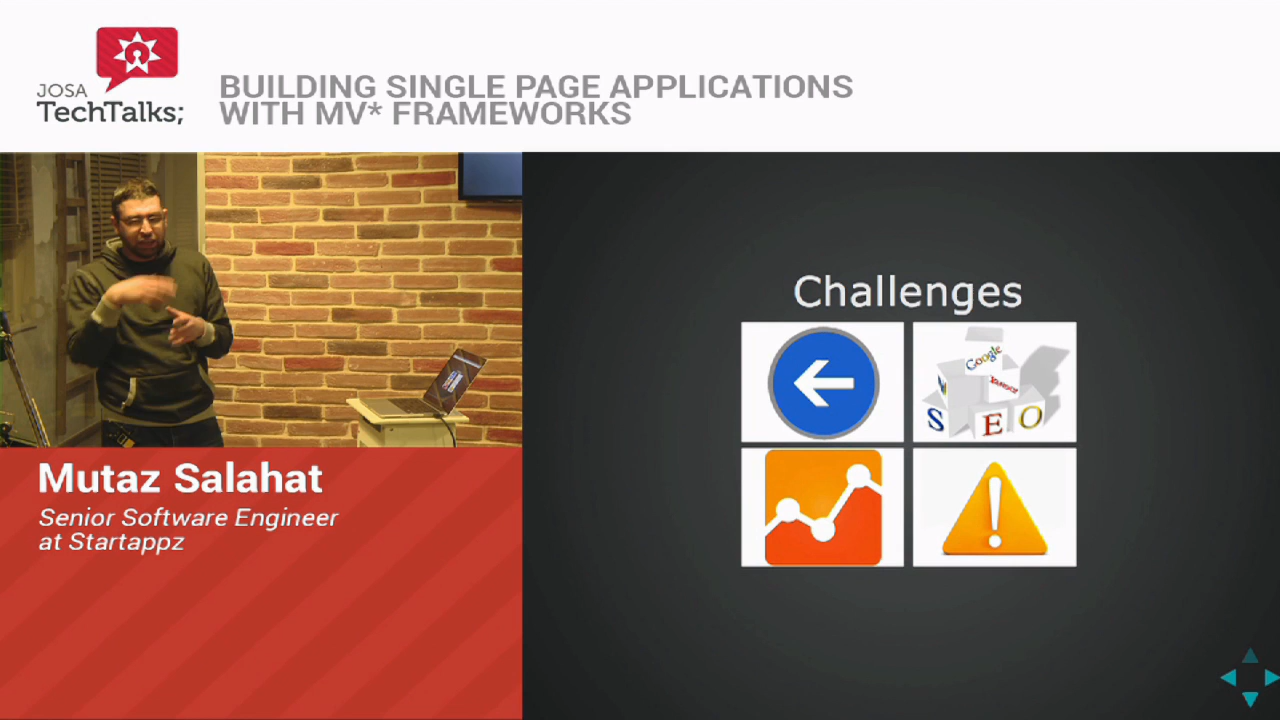 JOSA
TechTalks;
BUILDING SINGLE PAGE APPLICATIONS
WITH MV* FRAMEWORKS
Challenges
Google
YAHOO!
SEO
Mutaz Salahat
Senior Software Engineer
at Startappz